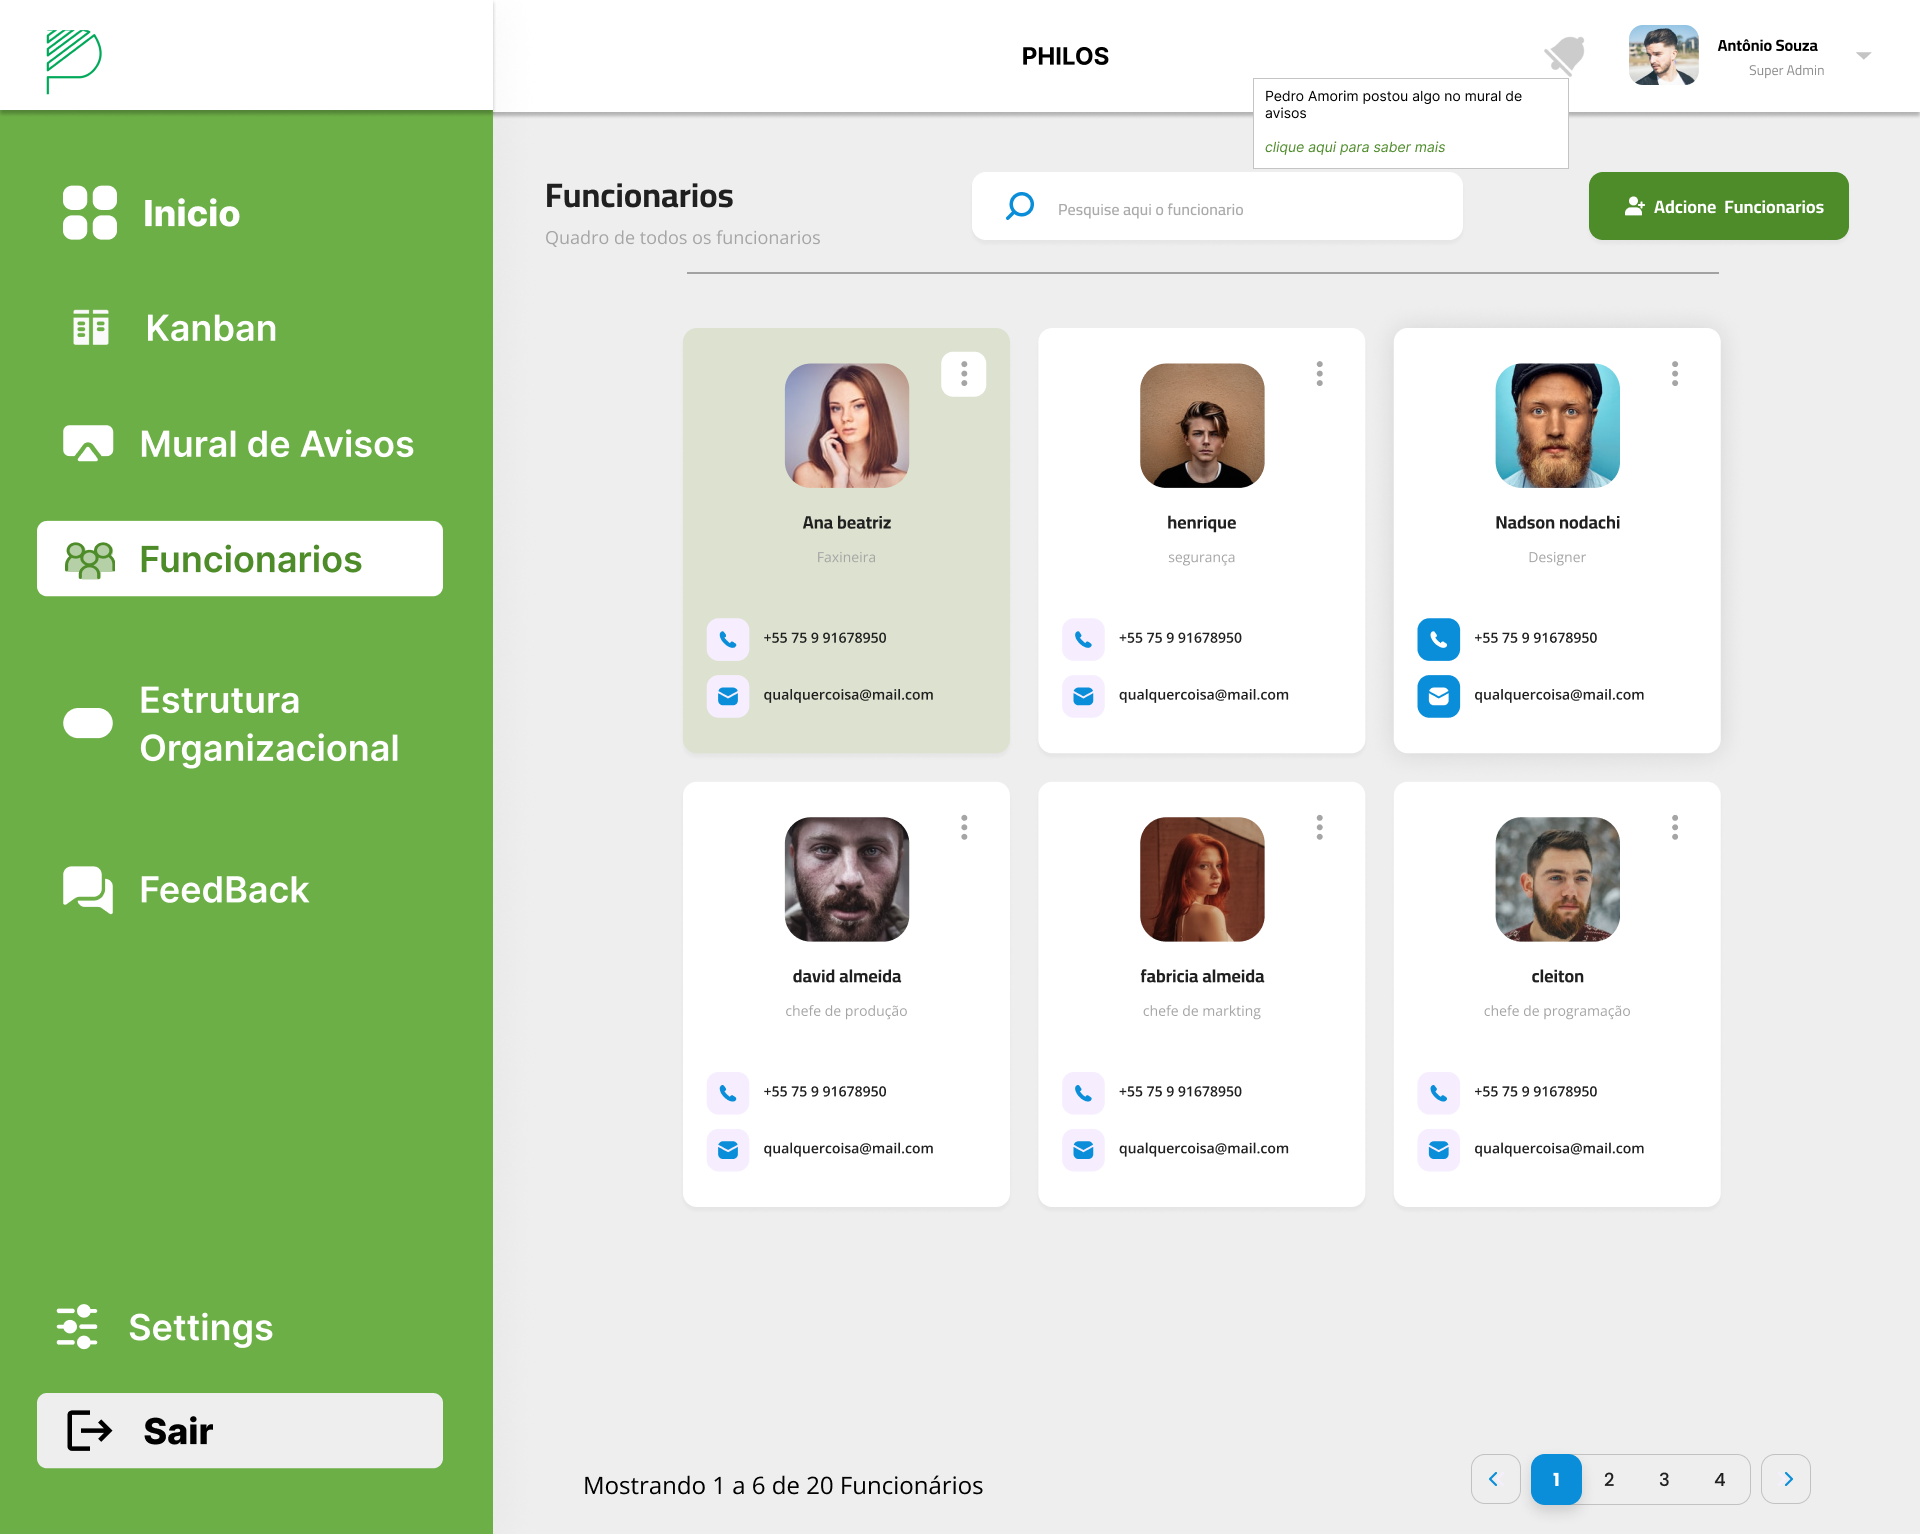 PHILOS
Antônio Souza
Super Admin
Pedro Amorim postou algo no mural de
avisos
clique aqui para saber mais
Inicio
Kanban
Mural de Avisos
Funcionarios
Estrutura
Organizacional
FeedBack
Settings
Sair
Funcionarios
Quadro de todos os funcionarios
Pesquise aqui o funcionario
Adcione Funcionarios
Ana beatriz
Faxineira
+55 75 9 91678950
qualquercoisa@mail.com
henrique
segurança
+55 75 9 91678950
qualquercoisa@mail.com
Nadson nodachi
Designer
+55 75 9 91678950
qualquercoisa@mail.com
david almeida
chefe de produção
+55 75 9 91678950
qualquercoisa@mail.com
fabricia almeida
chefe de markting
+55 75 9 91678950
qualquercoisa@mail.com
cleiton
chefe de programação
+55 75 9 91678950
qualquercoisa@mail.com
Mostrando 1 a 6 de 20 Funcionários
1 2 3 4